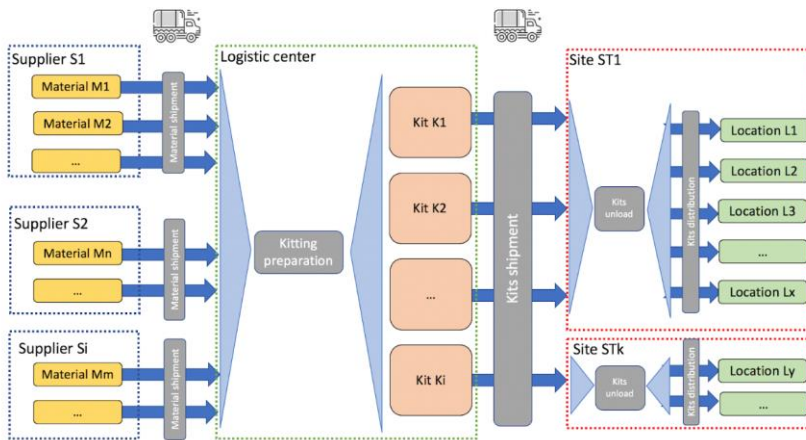 Supplier S1
Material M1
Material M2
...
Material shipment
Supplier S2
Material Mn
...
Material shipment
Supplier Si
Material Mm
...
Material shipment
Logistic center
Kitting
preparation
Kit K1
Kit K2
...
Kit Ki
Kits shipment
Site ST1
Kits
unload
Kits distribution
Location L1
Location L2
Location L3
...
Location Lx
Site STk
Kits
unload
Kits distribution
Location Ly
...